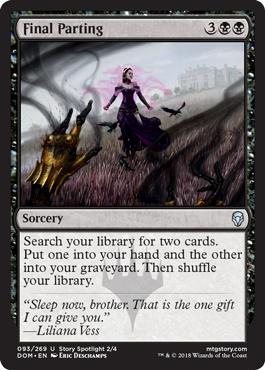 Final Parting 3
Sorcery
Search your library for two cards.
Put one into your hand and the other
into your graveyard. Then shuffle
your library.
“Sleep now, brother. That is the one gift
I can give you.”
—Liliana Vess
093/269 U Story Spotlight 2/4 mtgstory.com
DOM • EN Eric Deschamps ™ & © 2018 Wizards of the Coast